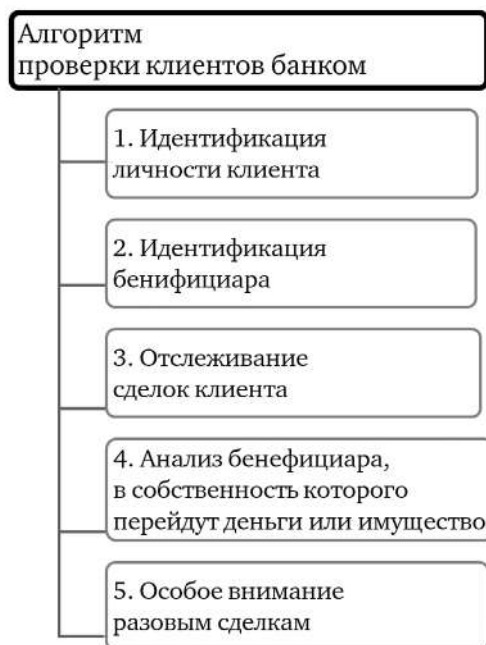 Алгоритм
проверки клиентов банком
1. Идентификация
личности клиента
2. Идентификация
бенифициара
3. Отслеживание
сделок клиента
4. Анализ бенефициара,
в собственность которого
перейдут деньги или имущество
5. Особое внимание
разовым сделкам